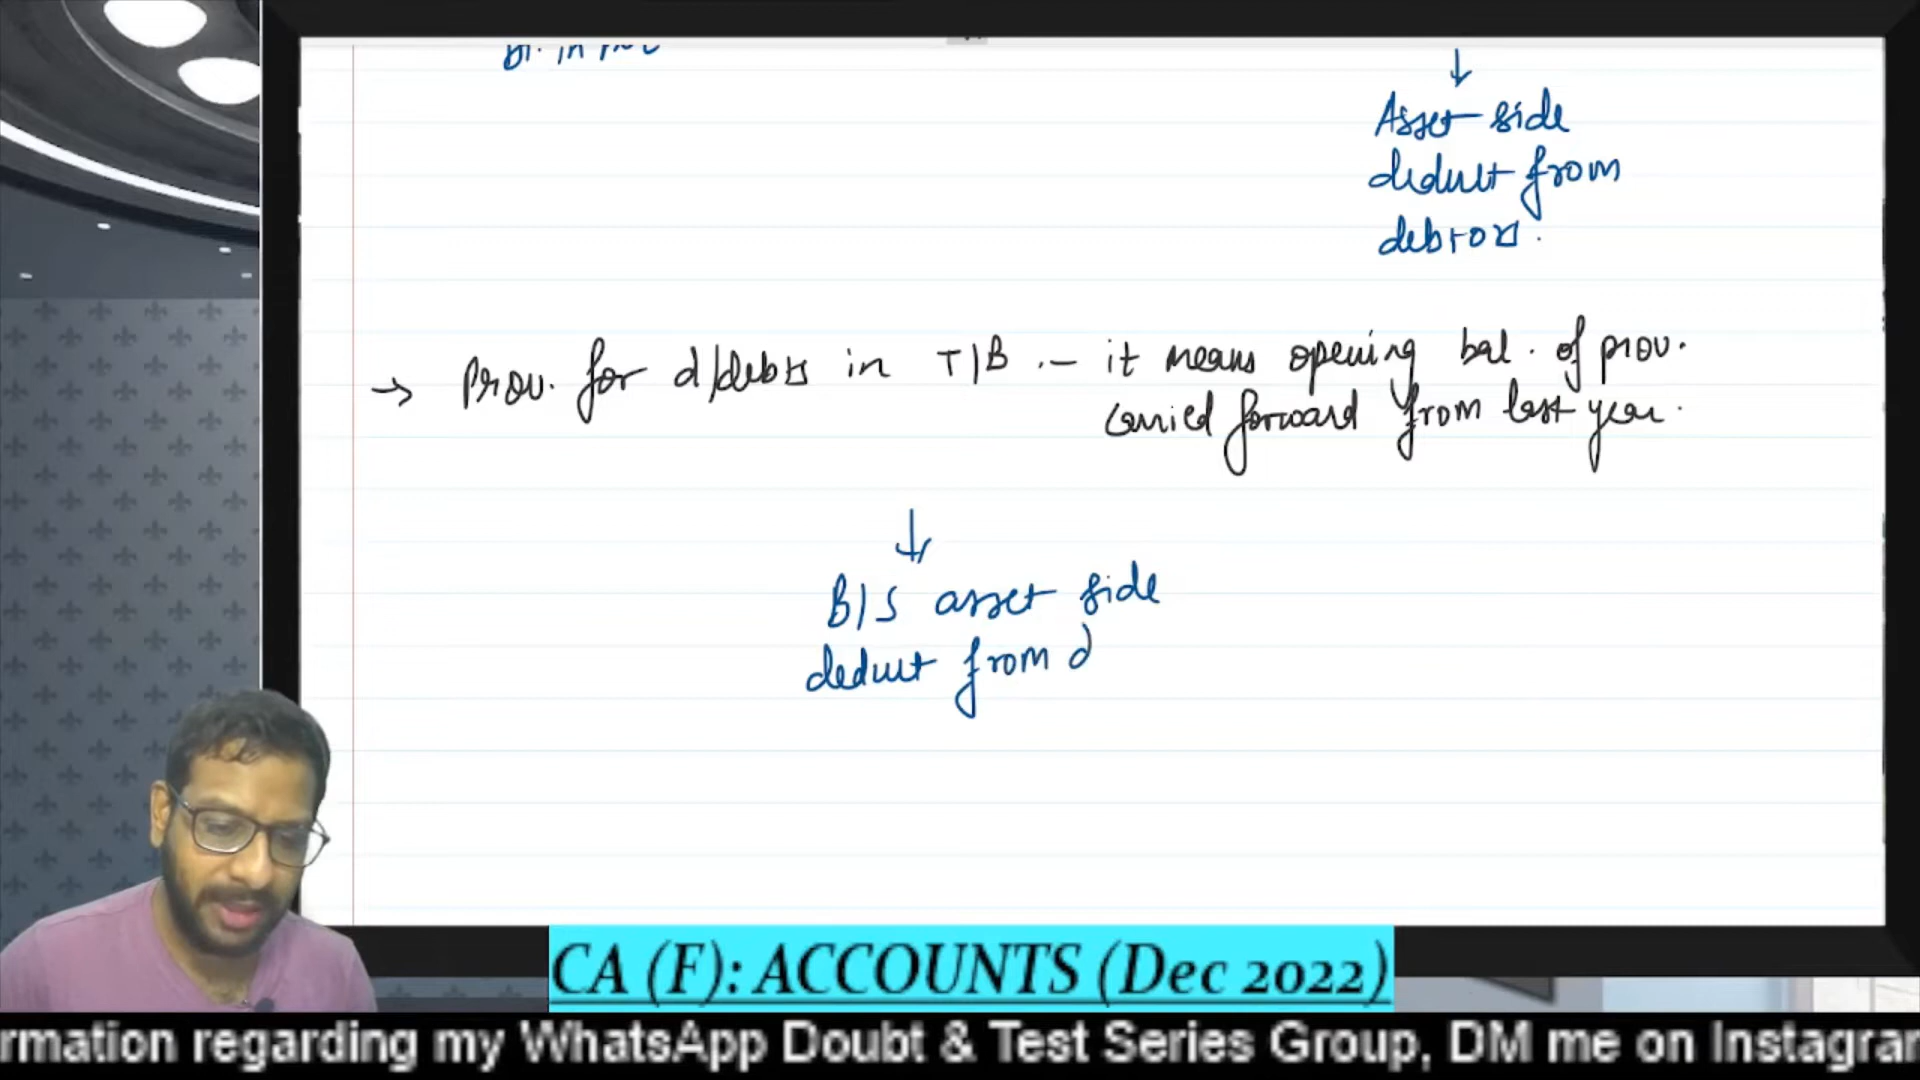 Asset side
deduct from
debtors.
→ Prov. for d/debts in T/B. – it means opening bal. of prov.
carried forward from last year.
B/S asset side
deduct from d
CA (F): ACCOUNTS (Dec 2022)
rmation regarding my WhatsApp Doubt & Test Series Group, DM me on Instagrar